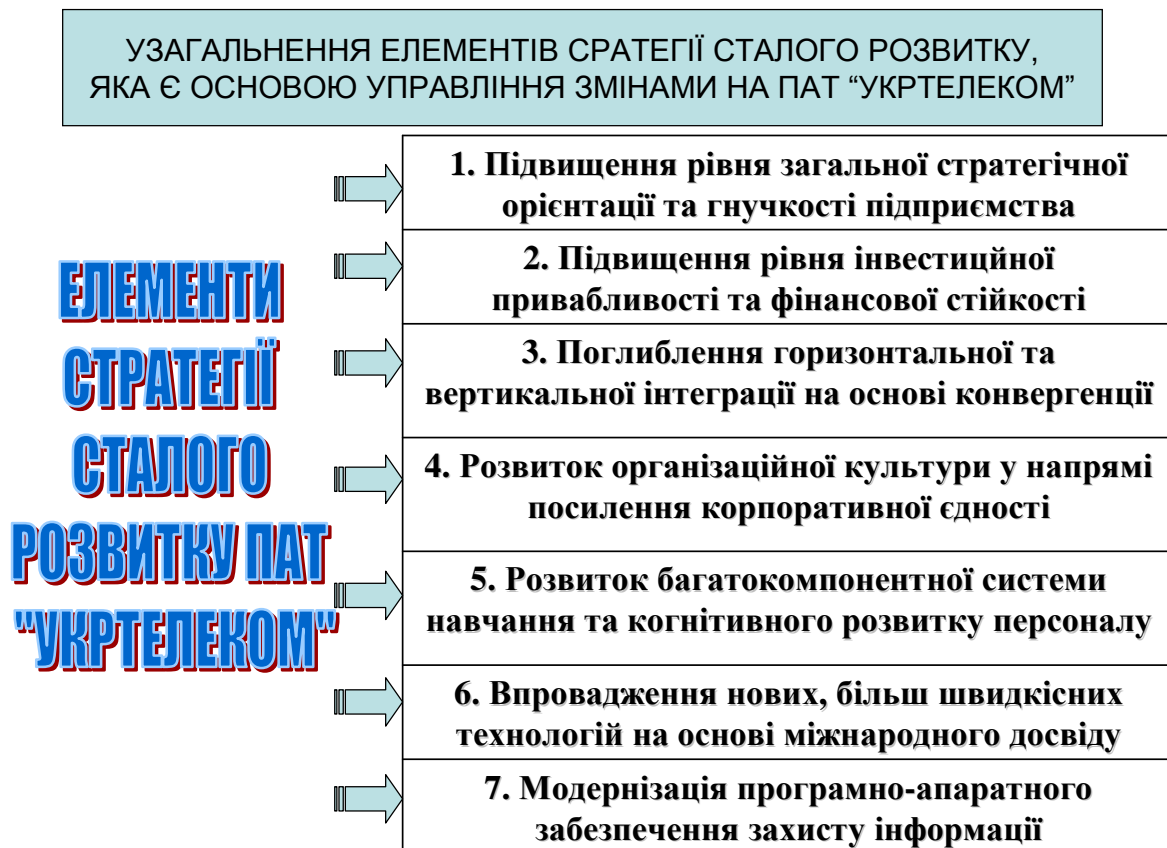 УЗАГАЛЬНЕННЯ ЕЛЕМЕНТІВ СРАТЕГІЇ СТАЛОГО РОЗВИТКУ,
ЯКА Є ОСНОВОЮ УПРАВЛІННЯ ЗМІНАМИ НА ПАТ “УКРТЕЛЕКОМ”
ЕЛЕМЕНТИ
СТРАТЕГІЇ
СТАЛОГО
РОЗВИТКУ ПАТ
"УКРТЕЛЕКОМ"
1. Підвищення рівня загальної стратегічної
орієнтації та гнучкості підприємства
2. Підвищення рівня інвестиційної
привабливості та фінансової стійкості
3. Поглиблення горизонтальної та
вертикальної інтеграції на основі конвергенції
4. Розвиток організаційної культури у напрямі
посилення корпоративної єдності
5. Розвиток багатокомпонентної системи
навчання та когнітивного розвитку персоналу
6. Впровадження нових, більш швидкісних
технологій на основі міжнародного досвіду
7. Модернізація програмно-апаратного
забезпечення захисту інформації